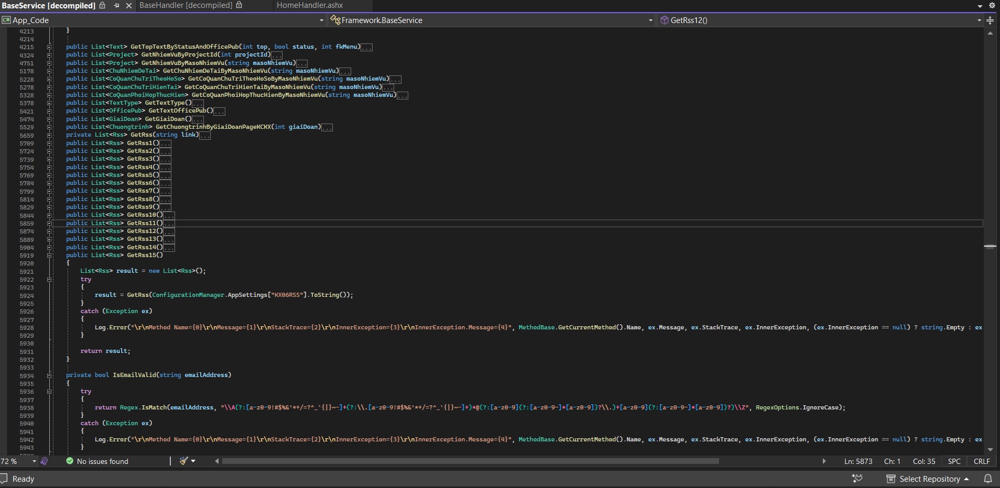 BaseService [decompiled] BaseHandler [decompiled] HomeHandler.ashx
C# App_Code Framework.BaseService GetRss12()
4213 }
4214
4215 public List<Text> GetTopTextByStatusAndOfficePub(int top, bool status, int fkMenu)...
4324 public List<Project> GetNhiemVuByProjectId(int projectId)...
4751 public List<Project> GetNhiemVuByMasoNhiemVu(string masoNhiemVu)...
5178 public List<ChuNhiemDeTai> GetChuNhiemDeTaiByMasoNhiemVu(string masoNhiemVu)...
5228 public List<CoQuanChuTriTheoHoSo> GetCoQuanChuTriTheoHoSoByMasoNhiemVu(string masoNhiemVu)...
5278 public List<CoQuanChuTriHienTai> GetCoQuanChuTriHienTaiByMasoNhiemVu(string masoNhiemVu)...
5328 public List<CoQuanPhoiHopThucHien> GetCoQuanPhoiHopThucHienByMasoNhiemVu(string masoNhiemVu)...
5378 public List<TextType> GetTextType()...
5421 public List<OfficePub> GetTextOfficePub()...
5474 public List<GiaiDoan> GetGiaiDoan()...
5529 public List<Chuongtrinh> GetChuongtrinhByGiaiDoanPageKCKX(int giaiDoan)...
5659 private List<Rss> GetRss(string link)...
5709 public List<Rss> GetRss1()...
5724 public List<Rss> GetRss2()...
5739 public List<Rss> GetRss3()...
5754 public List<Rss> GetRss4()...
5769 public List<Rss> GetRss5()...
5784 public List<Rss> GetRss6()...
5799 public List<Rss> GetRss7()...
5814 public List<Rss> GetRss8()...
5829 public List<Rss> GetRss9()...
5844 public List<Rss> GetRss10()...
5859 public List<Rss> GetRss11()...
5874 public List<Rss> GetRss12()...
5889 public List<Rss> GetRss13()...
5904 public List<Rss> GetRss14()...
5919 public List<Rss> GetRss15()
5920 {
5921 List<Rss> result = new List<Rss>();
5922 try
5923 {
5924 result = GetRss(ConfigurationManager.AppSettings["KX06RSS"].ToString());
5925 }
5926 catch (Exception ex)
5927 {
5928 Log.Error("\r\nMethod Name={0}\r\nMessage={1}\r\nStackTrace={2}\r\nInnerException={3}\r\nInnerException.Message={4}", MethodBase.GetCurrentMethod().Name, ex.Message, ex.StackTrace, ex.InnerException, (ex.InnerException == null) ? string.Empty : ex
5929 }
5930
5931 return result;
5932 }
5933
5934 private bool IsEmailValid(string emailAddress)
5935 {
5936 try
5937 {
5938 return Regex.IsMatch(emailAddress, "\\A(?:[a-z0-9!#$%&'*+/=?^_`{|}~-]+(?:\\.[a-z0-9!#$%&'*+/=?^_`{|}~-]+)*@(?:[a-z0-9](?:[a-z0-9-]*[a-z0-9])?\\.)+[a-z0-9](?:[a-z0-9-]*[a-z0-9])?)\\Z", RegexOptions.IgnoreCase);
5939 }
5940 catch (Exception ex)
5941 {
5942 Log.Error("\r\nMethod Name={0}\r\nMessage={1}\r\nStackTrace={2}\r\nInnerException={3}\r\nInnerException.Message={4}", MethodBase.GetCurrentMethod().Name, ex.Message, ex.StackTrace, ex.InnerException, (ex.InnerException == null) ? string.Empty : ex
5943 }
72 % No issues found Ln: 5873 Ch: 1 Col: 35 SPC CRLF
Ready Select Repository